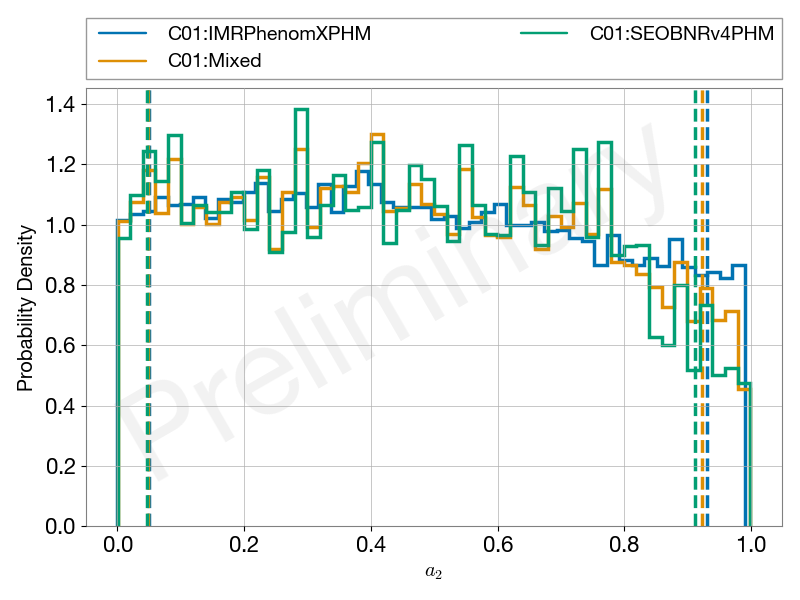 C01:IMRPhenomXPHM
C01:SEOBNRv4PHM
C01:Mixed
Preliminary
Probability Density
1.4
1.2
1.0
0.8
0.6
0.4
0.2
0.0
0.0 0.2 0.4 0.6 0.8 1.0
a₂